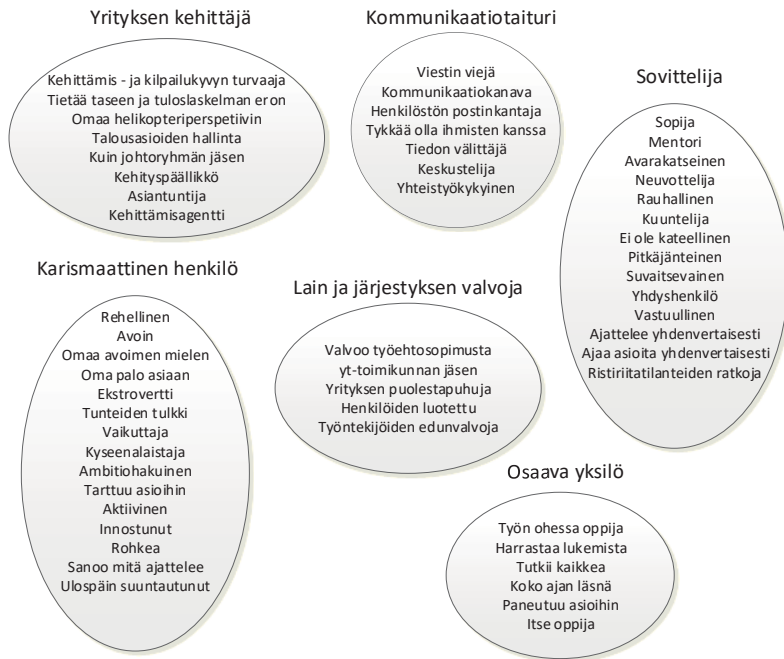 Yrityksen kehittäjä
Kehittämis - ja kilpailukyvyn turvaaja
Tietää taseen ja tuloslaskelman eron
Omaa helikopteriperspetiivin
Talousasioiden hallinta
Kuin johtoryhmän jäsen
Kehityspäällikkö
Asiantuntija
Kehittämisagentti
Kommunikaatiotaituri
Viestin viejä
Kommunikaatiokanava
Henkilöstön postinkantaja
Tykkää olla ihmisten kanssa
Tiedon välittäjä
Keskustelija
Yhteistyökykyinen
Sovittelija
Sopija
Mentori
Avarakatseinen
Neuvottelija
Rauhallinen
Kuuntelija
Ei ole kateellinen
Pitkäjänteinen
Suvaitsevainen
Yhdyshenkilö
Vastuullinen
Ajattelee yhdenvertaisesti
Ajaa asioita yhdenvertaisesti
Ristiriitatilanteiden ratkoja
Karismaattinen henkilö
Rehellinen
Avoin
Omaa avoimen mielen
Oma palo asiaan
Ekstrovertti
Tunteiden tulkki
Vaikuttaja
Kyseenalaistaja
Ambitiohakuinen
Tarttuu asioihin
Aktiivinen
Innostunut
Rohkea
Sanoo mitä ajattelee
Ulospäin suuntautunut
Lain ja järjestyksen valvoja
Valvoo työehtosopimusta
yt-toimikunnan jäsen
Yrityksen puolestapuhuja
Henkilöiden luotettu
Työntekijöiden edunvalvoja
Osaava yksilö
Työn ohessa oppija
Harrastaa lukemista
Tutkii kaikkea
Koko ajan läsnä
Paneutuu asioihin
Itse oppija